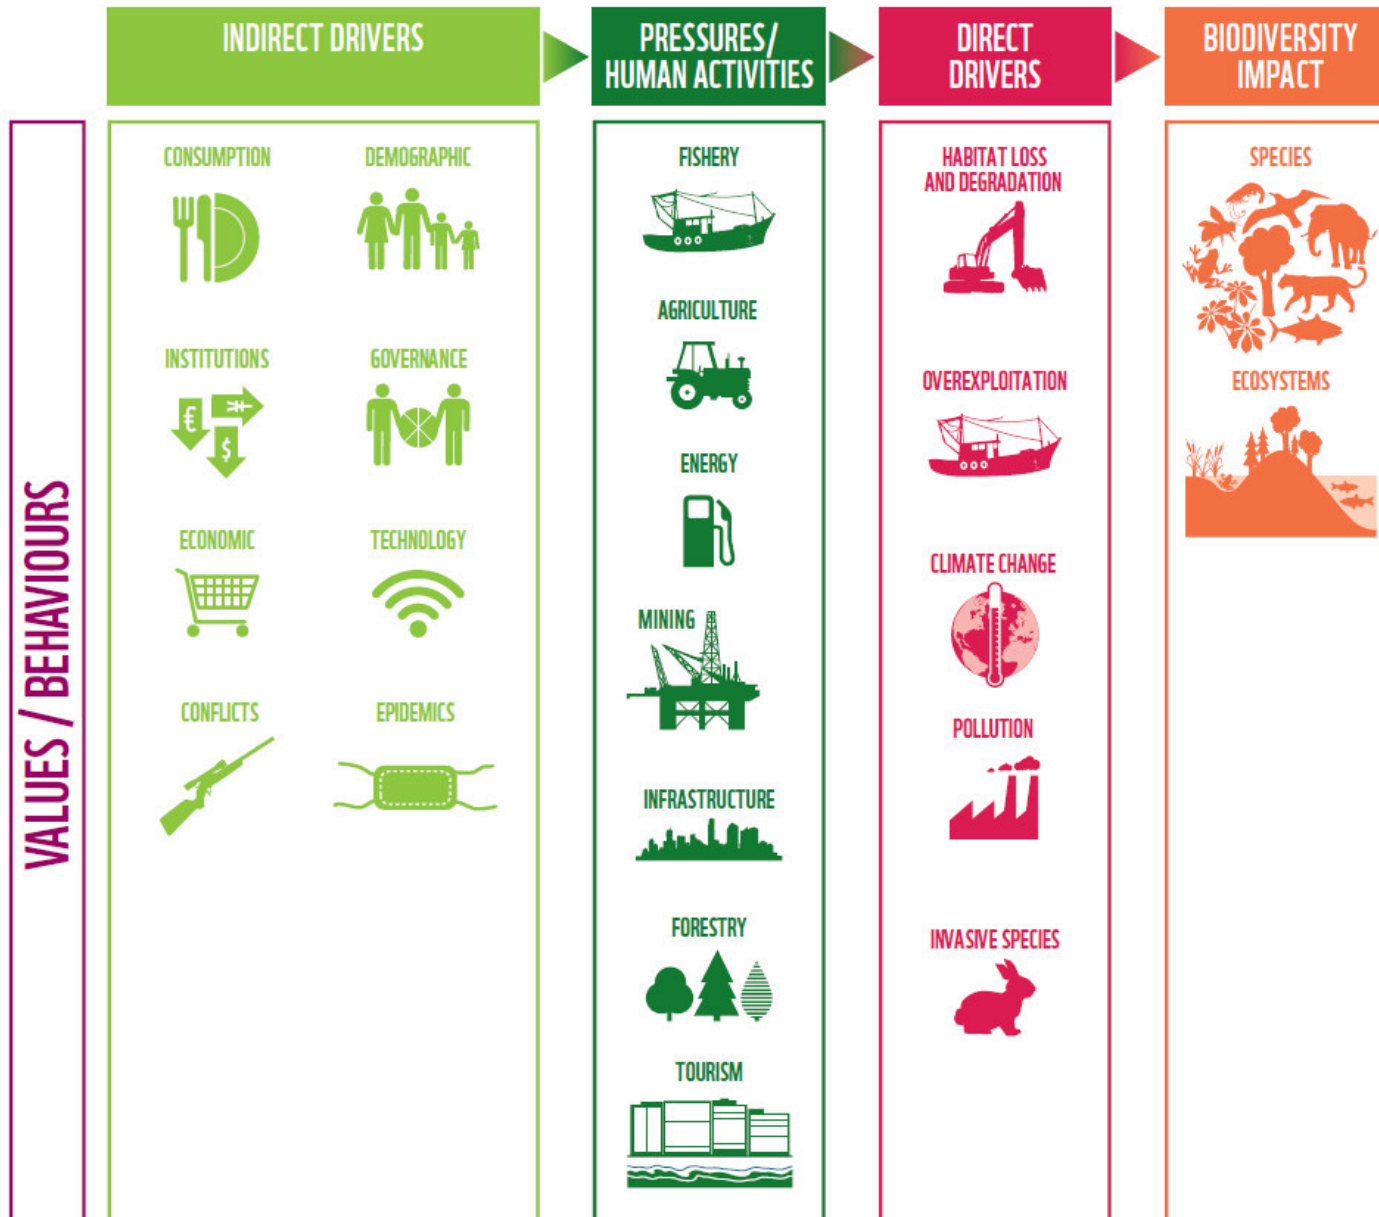 INDIRECT DRIVERS
PRESSURES/
HUMAN ACTIVITIES
DIRECT
DRIVERS
BIODIVERSITY
IMPACT
VALUES / BEHAVIOURS
CONSUMPTION
DEMOGRAPHIC
INSTITUTIONS
GOVERNANCE
€
$
ECONOMIC
TECHNOLOGY
CONFLICTS
EPIDEMICS
FISHERY
AGRICULTURE
ENERGY
MINING
INFRASTRUCTURE
FORESTRY
TOURISM
HABITAT LOSS
AND DEGRADATION
OVEREXPLOITATION
CLIMATE CHANGE
POLLUTION
INVASIVE SPECIES
SPECIES
ECOSYSTEMS